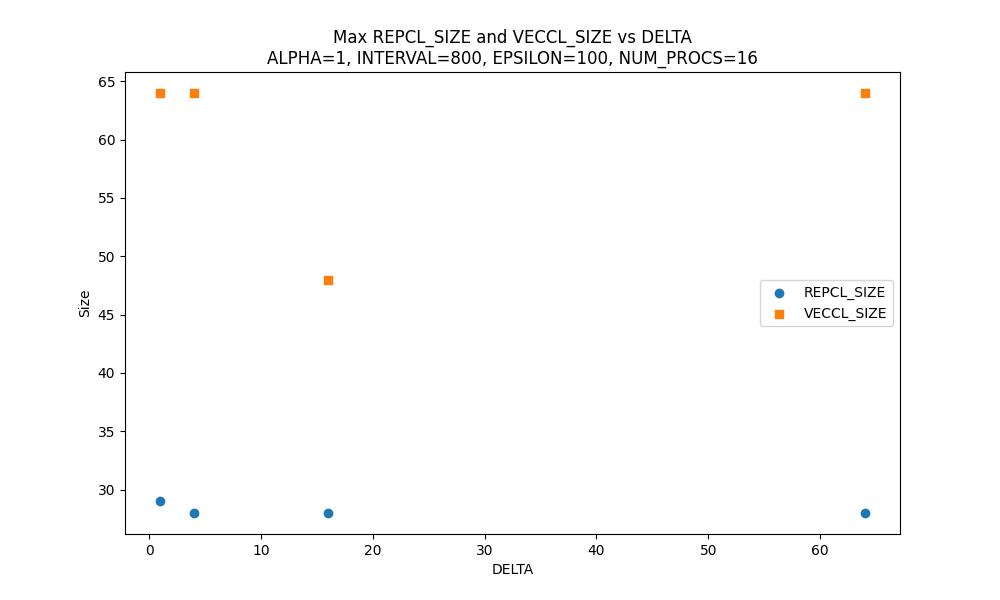 Max REPCL_SIZE and VECCL_SIZE vs DELTA
ALPHA=1, INTERVAL=800, EPSILON=100, NUM_PROCS=16
65
60
55
50
45
40
35
30
Size
REPCL_SIZE
VECCL_SIZE
0 10 20 30 40 50 60
DELTA